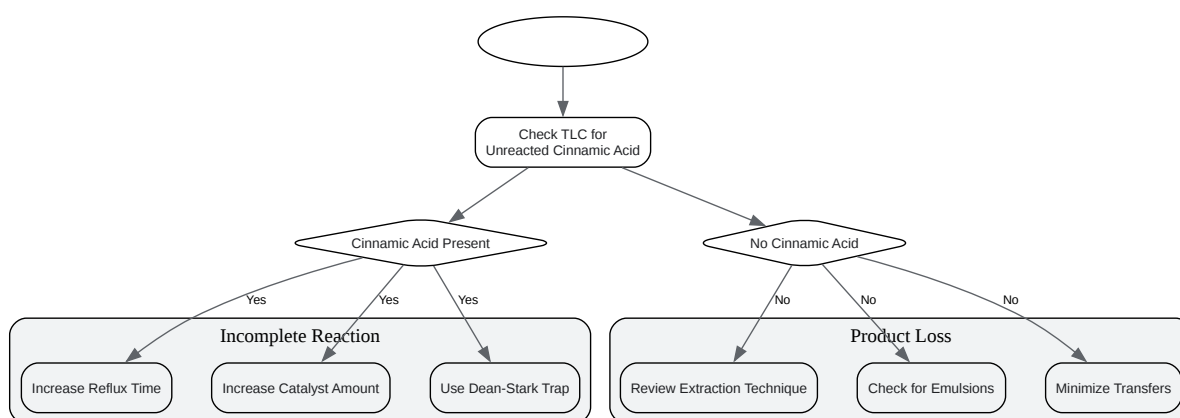 Check TLC for
Unreacted Cinnamic Acid
Cinnamic Acid Present
No Cinnamic Acid
Yes
Yes
Yes
No
No
No
Incomplete Reaction
Product Loss
Increase Reflux Time
Increase Catalyst Amount
Use Dean-Stark Trap
Review Extraction Technique
Check for Emulsions
Minimize Transfers